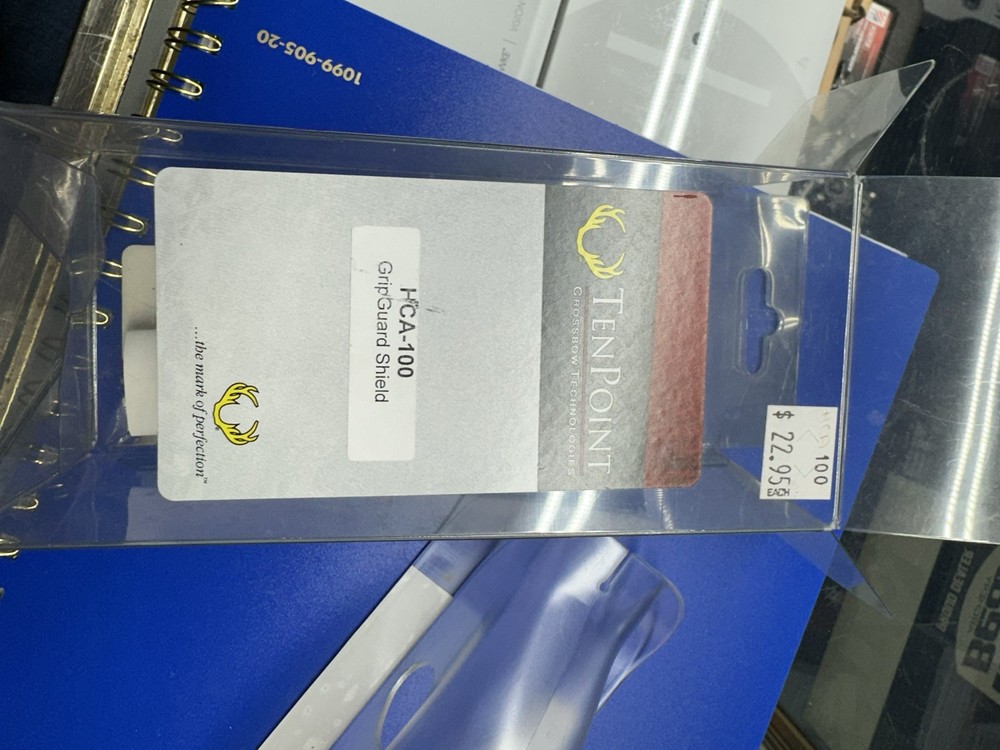 TENPOINT
CROSSBOW TECHNOLOGIES
HCA-100
GripGuard Shield
...the mark of perfection™
100
$ 22.95
EACH
1099-905-20